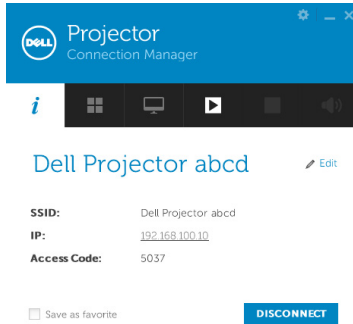 DELL
Projector
Connection Manager
i
Dell Projector abcd
Edit
SSID: Dell Projector abcd
IP: 192.168.100.10
Access Code: 5037
Save as favorite
DISCONNECT